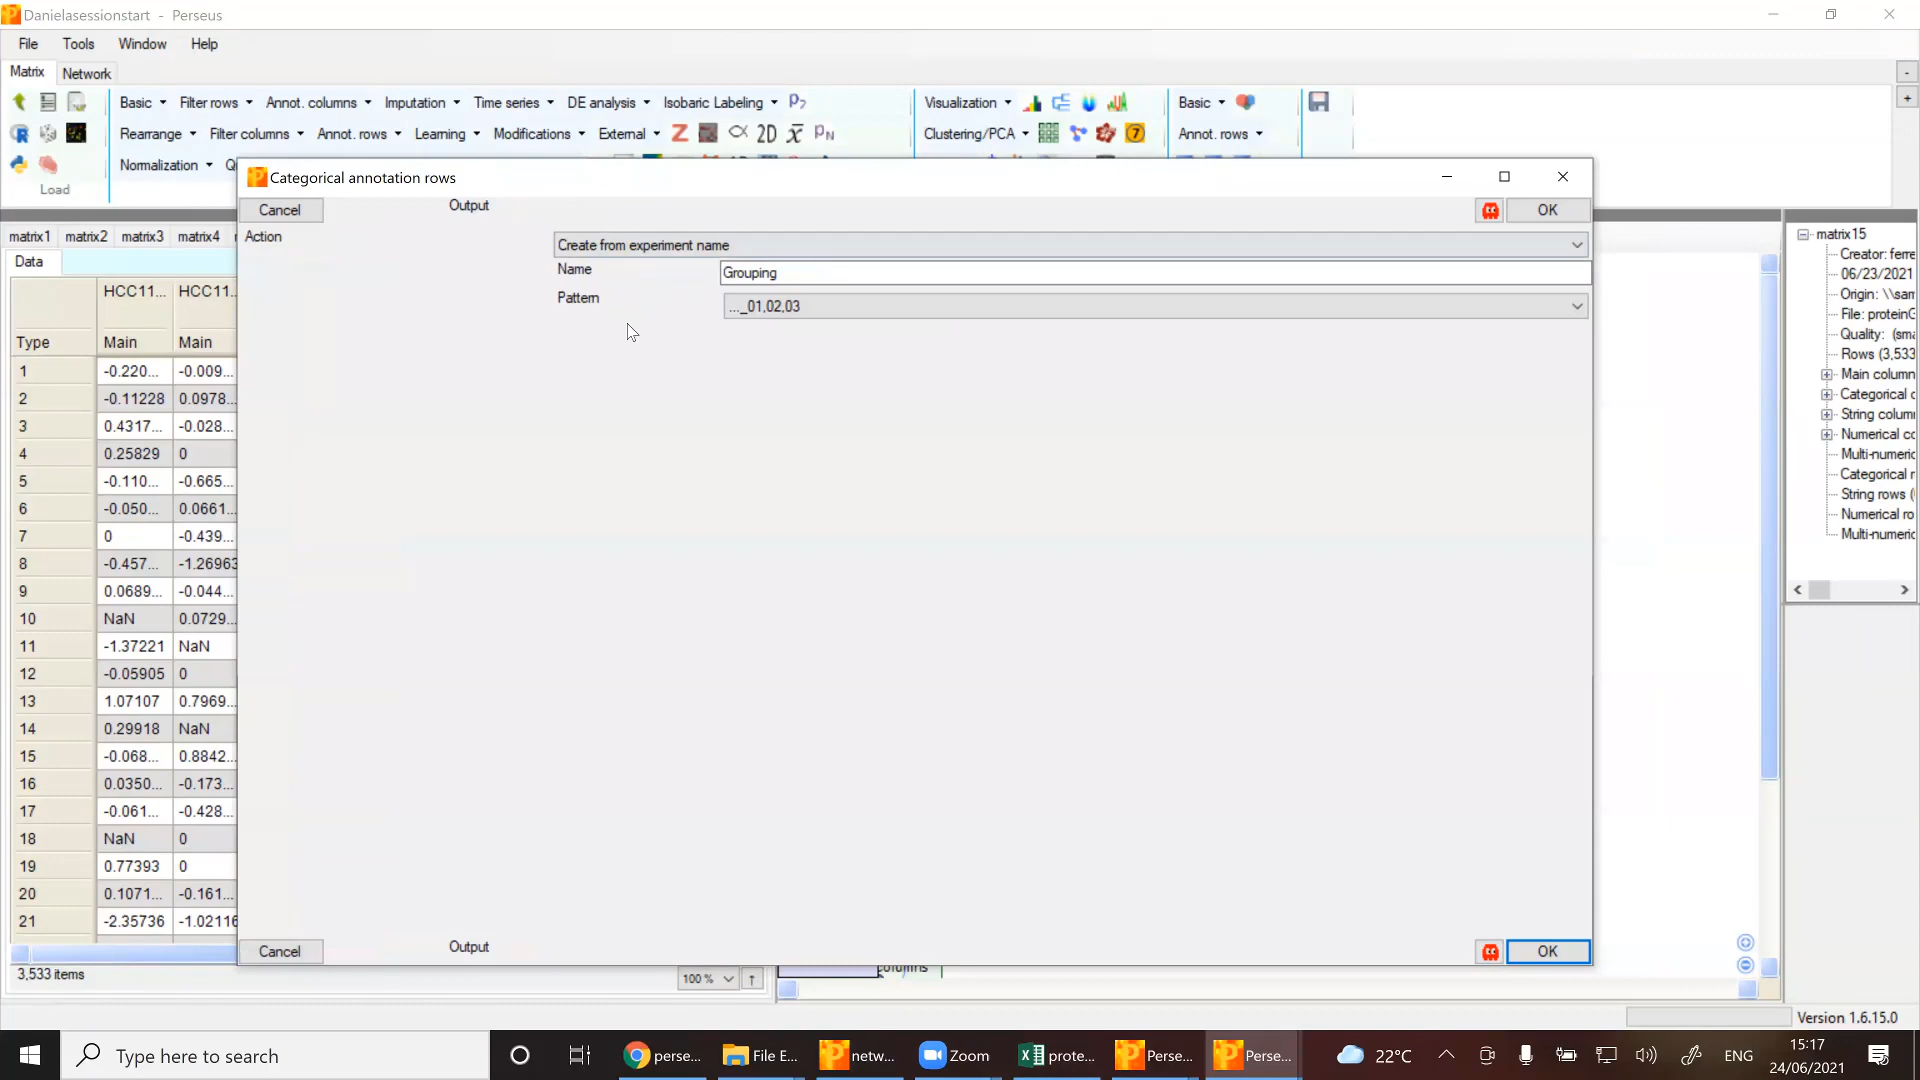 Danielasessionstart - Perseus
File Tools Window Help
Matrix Network
Basic Filter rows Annot. columns Imputation Time series DE analysis Isobaric Labeling P? Visualization Basic
Rearrange Filter columns Annot. rows Learning Modifications External Z 2D x̄ PN Clustering/PCA 7 Annot. rows
Normalization
Load
Categorical annotation rows
Cancel Output OK
Action
Create from experiment name
Name Grouping
Pattern ..._01,02,03
Cancel Output OK
matrix1 matrix2 matrix3 matrix4
Data
HCC11... HCC11...
Type Main Main
1 -0.220... -0.009...
2 -0.11228 0.0978...
3 0.4317... -0.028...
4 0.25829 0
5 -0.110... -0.665...
6 -0.050... 0.0661...
7 0 -0.439...
8 -0.457... -1.26963
9 0.0689... -0.044...
10 NaN 0.0729...
11 -1.37221 NaN
12 -0.05905 0
13 1.07107 0.7969...
14 0.29918 NaN
15 -0.068... 0.8842...
16 0.0350... -0.173...
17 -0.061... -0.428...
18 NaN 0
19 0.77393 0
20 0.1071... -0.161...
21 -2.35736 -1.02116
3,533 items
100 %
columns
matrix15
Creator: ferre
06/23/2021
Origin: \\sam
File: proteinG
Quality: (sma
Rows (3,533
Main column
Categorical c
String colum
Numerical co
Multi-numeric
Categorical r
String rows (
Numerical ro
Multi-numeric
Version 1.6.15.0
Type here to search
perse... File E... netw... Zoom prote... Perse... Perse...
22°C ENG
15:17
24/06/2021